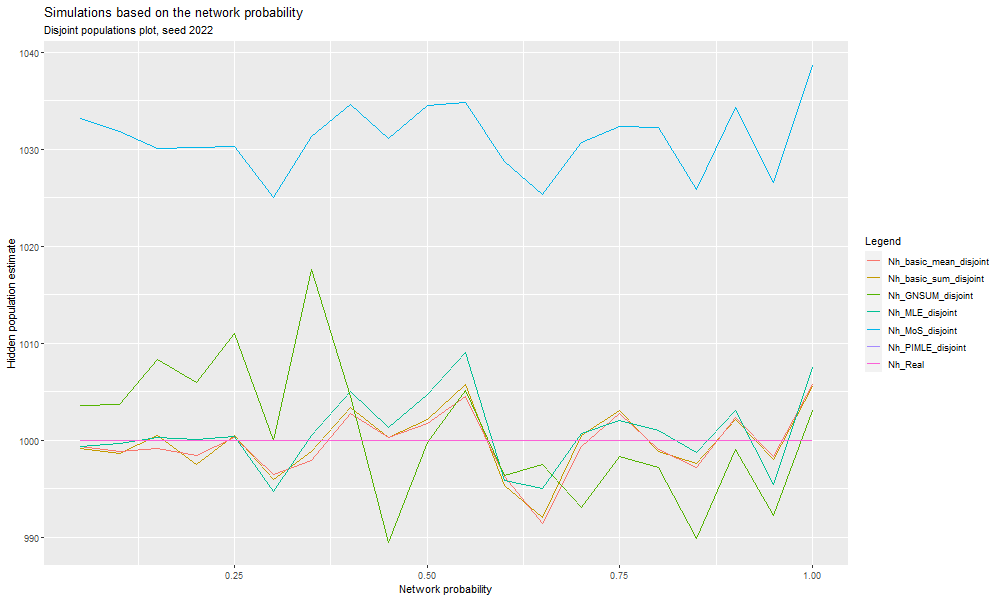 Simulations based on the network probability
Disjoint populations plot, seed 2022
Hidden population estimate
1040
1030
1020
1010
1000
990
0.25
0.50
0.75
1.00
Network probability
Legend
Nh_basic_mean_disjoint
Nh_basic_sum_disjoint
Nh_GNSUM_disjoint
Nh_MLE_disjoint
Nh_MoS_disjoint
Nh_PIMLE_disjoint
Nh_Real